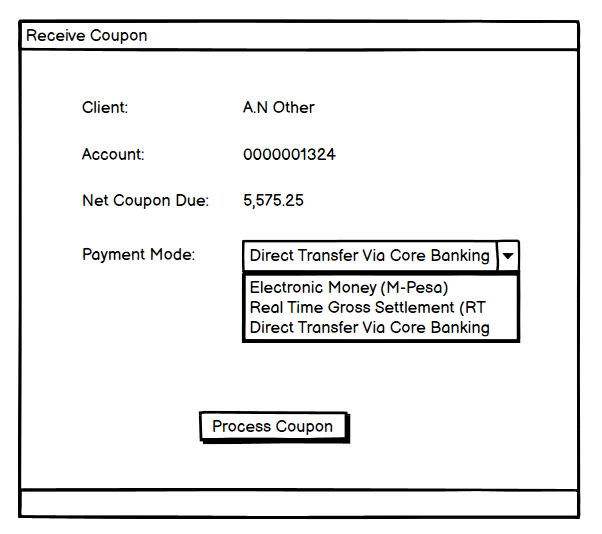 Receive Coupon
Client: A.N Other
Account: 0000001324
Net Coupon Due: 5,575.25
Payment Mode: Direct Transfer Via Core Banking
Electronic Money (M-Pesa)
Real Time Gross Settlement (RT
Direct Transfer Via Core Banking
Process Coupon